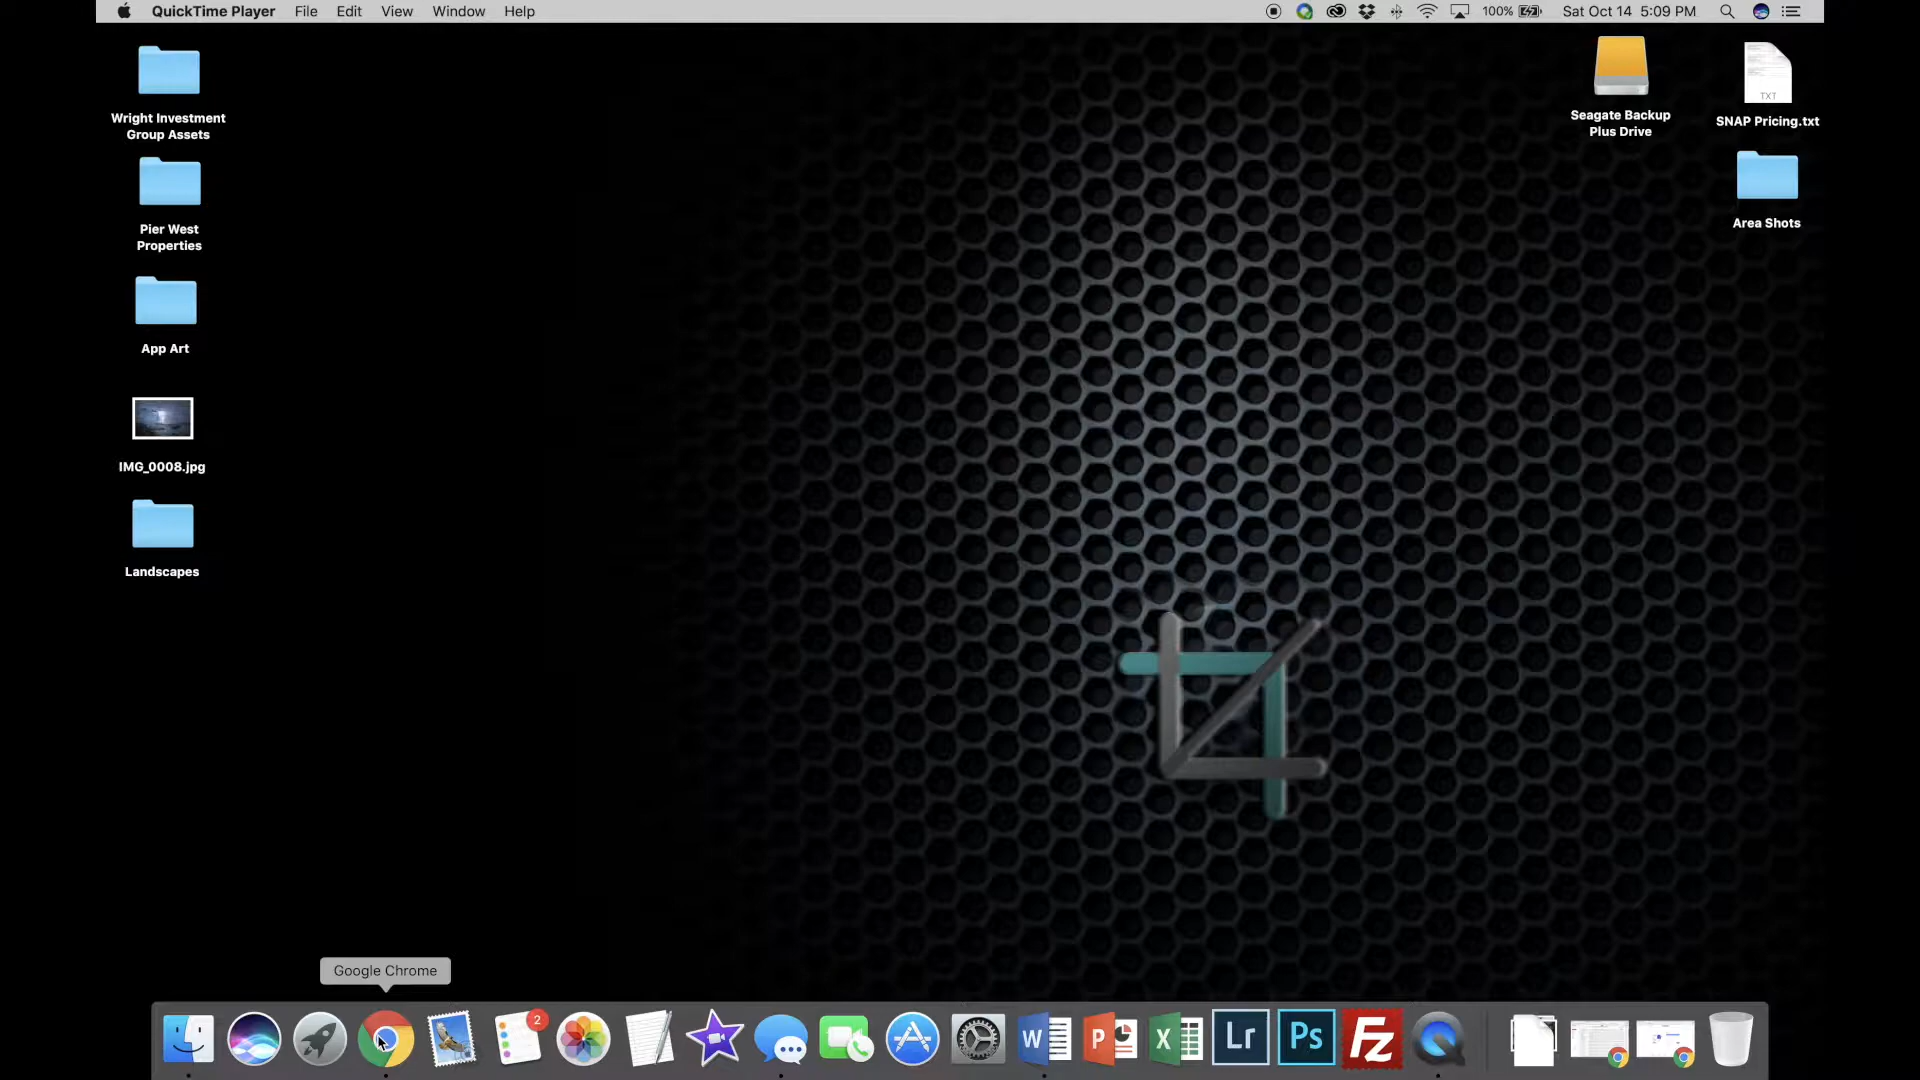 QuickTime Player File Edit View Window Help 100% Sat Oct 14 5:09 PM
Wright Investment
Group Assets
Pier West
Properties
App Art
IMG_0008.jpg
Landscapes
Seagate Backup
Plus Drive
TXT
SNAP Pricing.txt
Area Shots
Google Chrome
2
W
P
X
Lr
Ps
Fz